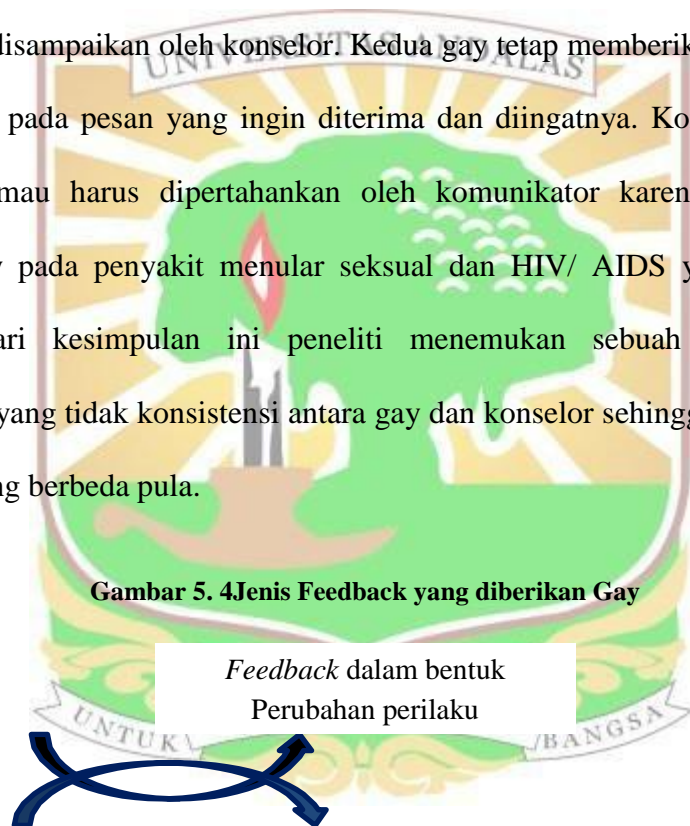 disampaikan oleh konselor. Kedua gay tetap memberik
UNIVERSITAS ANDALAS
pada pesan yang ingin diterima dan diingatnya. Ko
mau harus dipertahankan oleh komunikator karen
pada penyakit menular seksual dan HIV/ AIDS y
ari kesimpulan ini peneliti menemukan sebuah
yang tidak konsistensi antara gay dan konselor sehingg
ng berbeda pula.
Gambar 5. 4Jenis Feedback yang diberikan Gay
Feedback dalam bentuk
Perubahan perilaku
UNTUK BANGSA